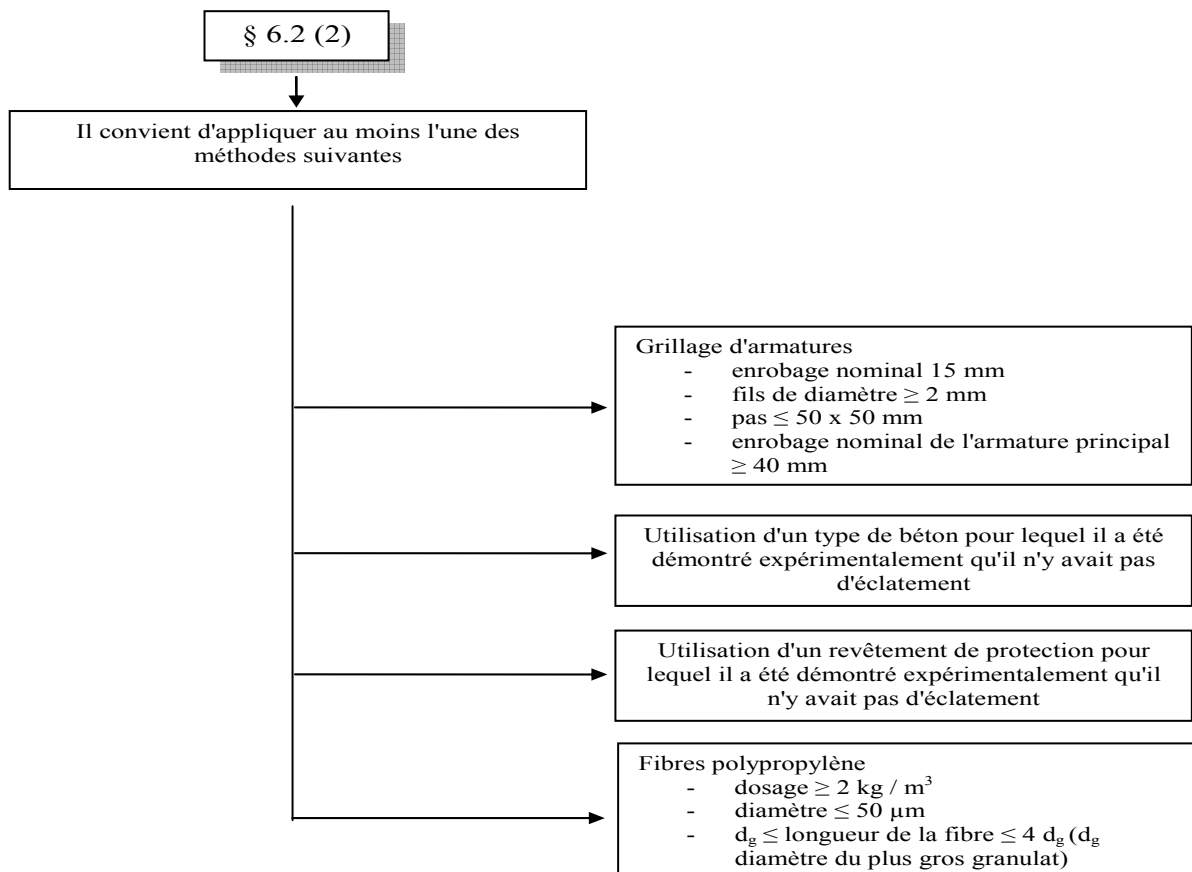 § 6.2 (2)
Il convient d'appliquer au moins l'une des
méthodes suivantes
Grillage d'armatures
- enrobage nominal 15 mm
- fils de diamètre ≥ 2 mm
- pas ≤ 50 x 50 mm
- enrobage nominal de l'armature principal
≥ 40 mm
Utilisation d'un type de béton pour lequel il a été
démontré expérimentalement qu'il n'y avait pas
d'éclatement
Utilisation d'un revêtement de protection pour
lequel il a été démontré expérimentalement qu'il
n'y avait pas d'éclatement
Fibres polypropylène
- dosage ≥ 2 kg / m³
- diamètre ≤ 50 µm
- dg ≤ longueur de la fibre ≤ 4 dg (dg
diamètre du plus gros granulat)